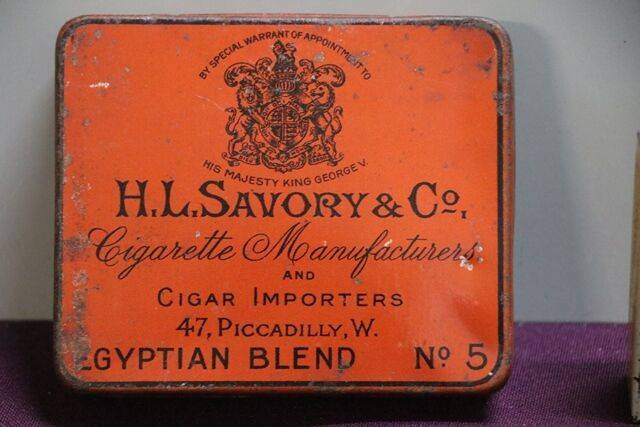 BY SPECIAL WARRANT OF APPOINTMENT TO
HIS MAJESTY KING GEORGE V.
H.L. SAVORY & Co.,
Cigarette Manufacturers
AND
CIGAR IMPORTERS
47, PICCADILLY, W.
EGYPTIAN BLEND No 5